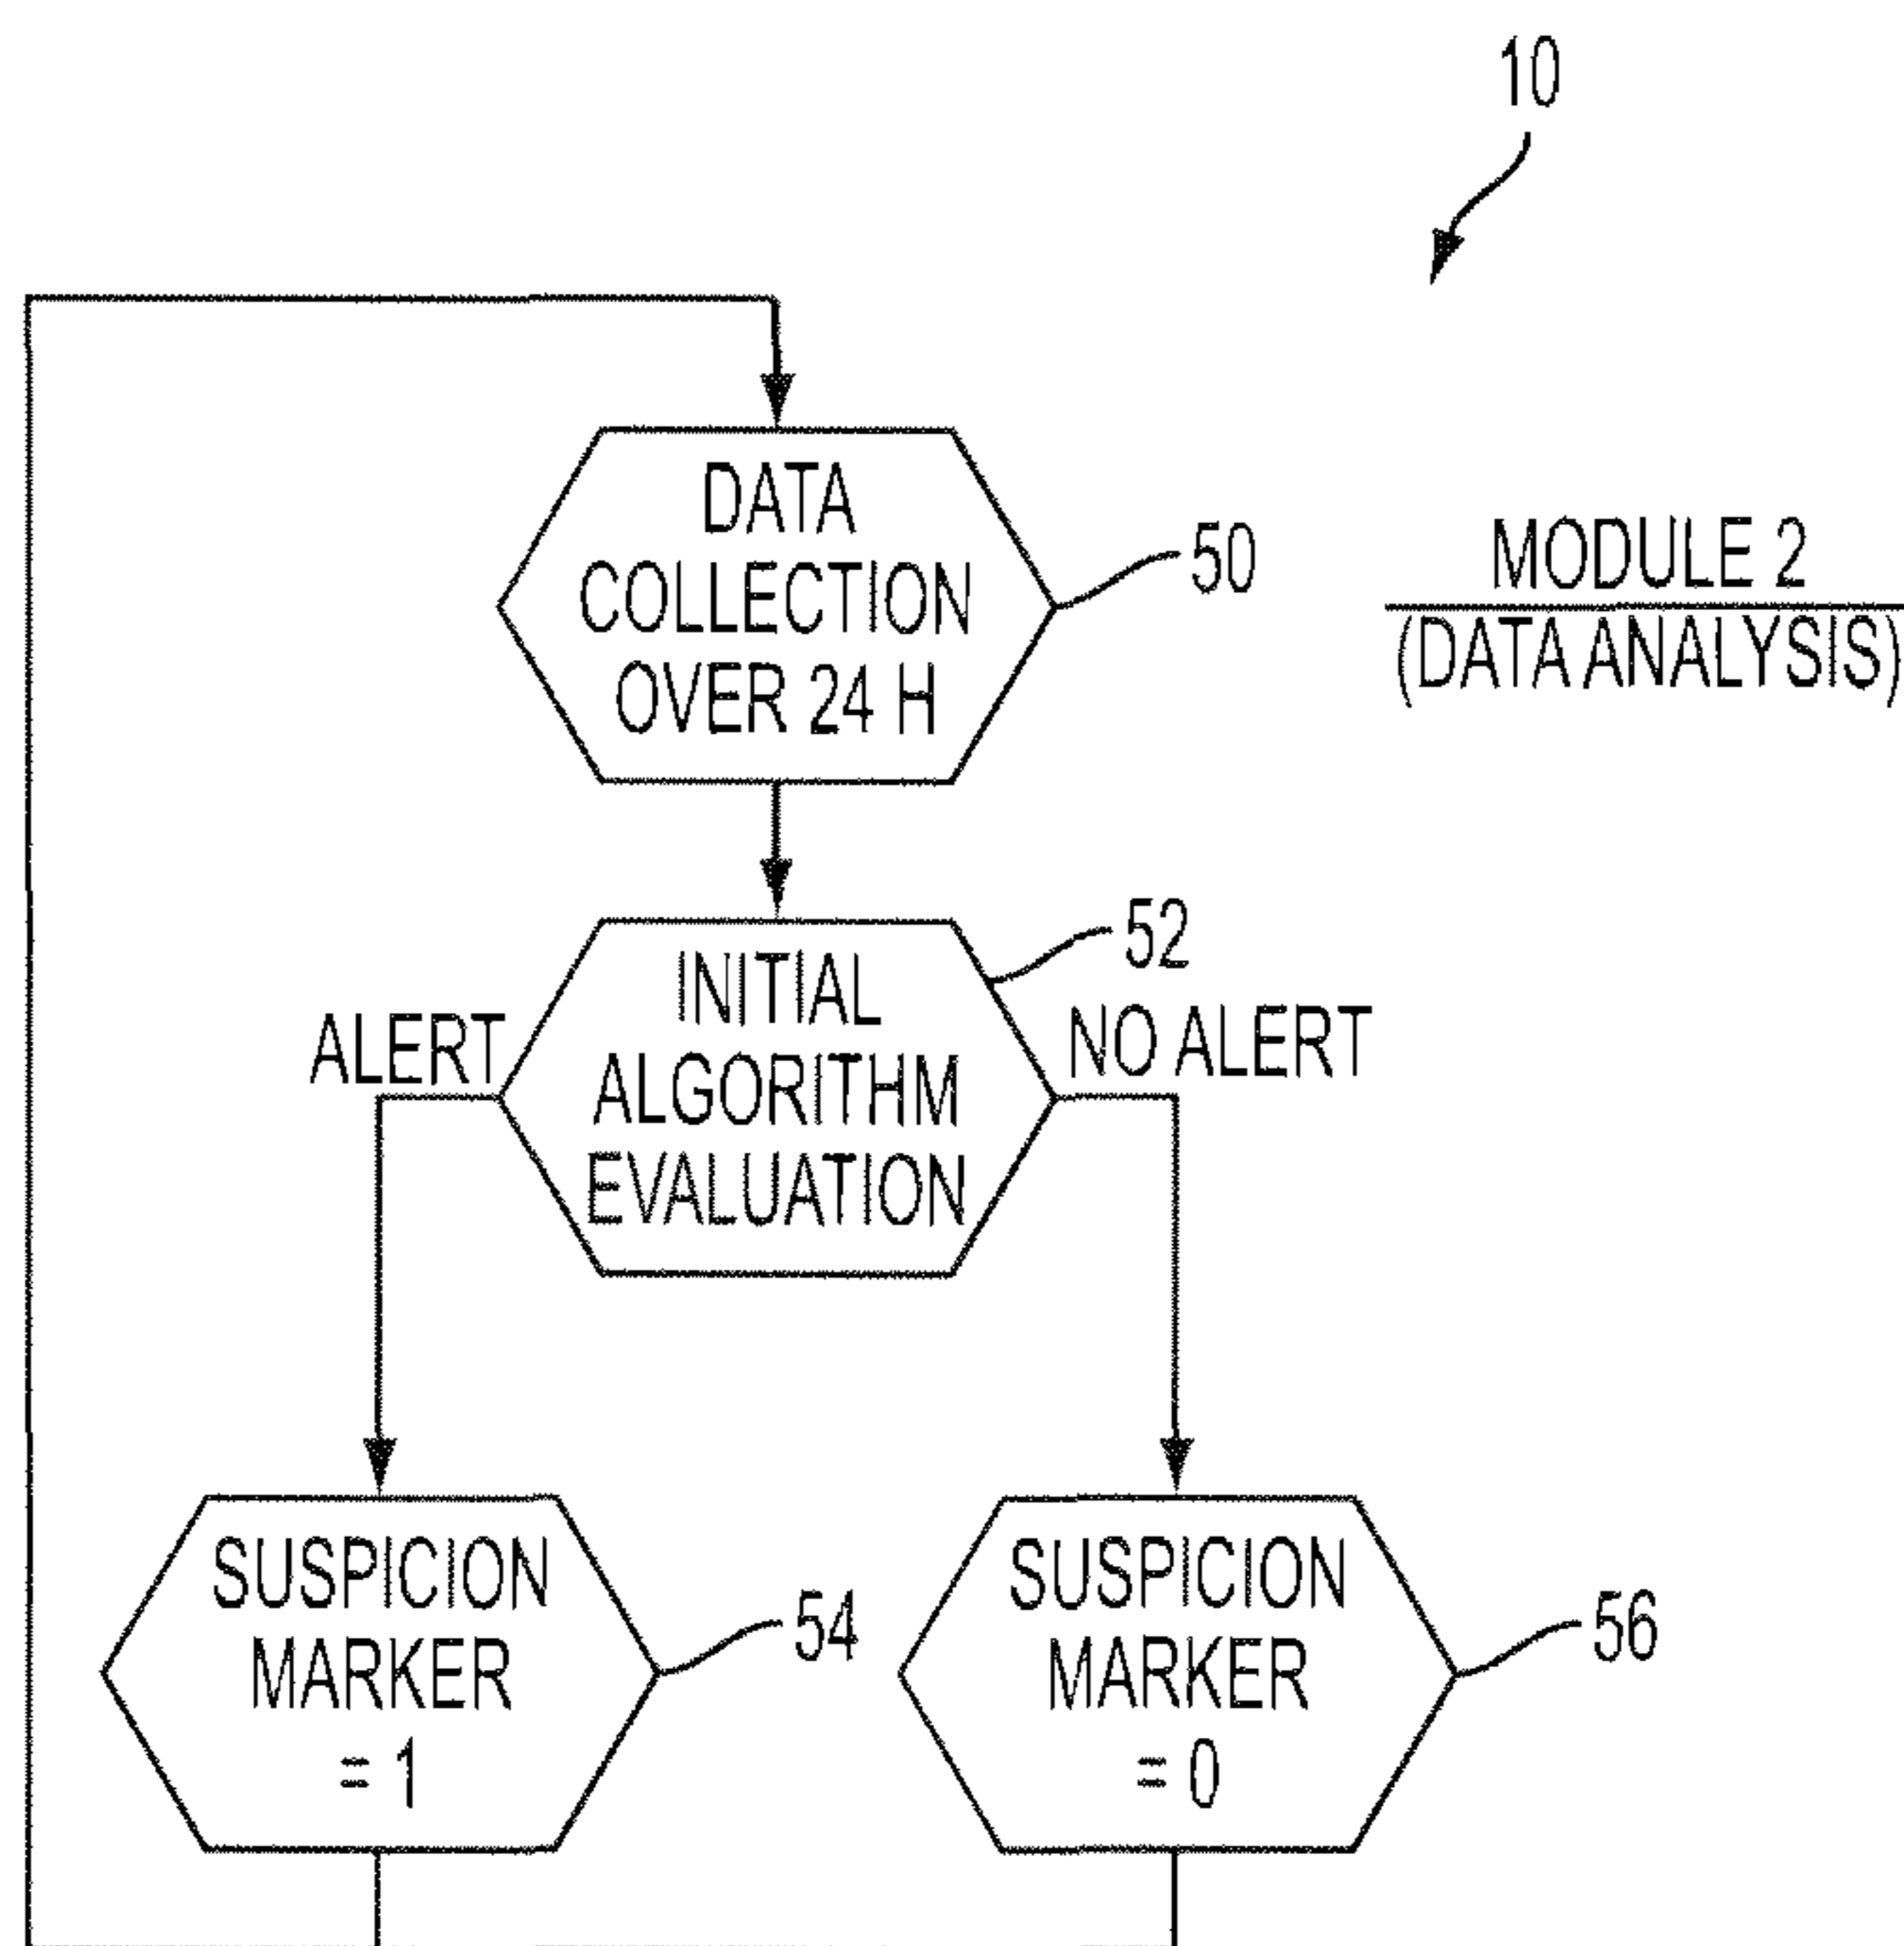 10
DATA
COLLECTION
OVER 24 H
50
MODULE 2
(DATA ANALYSIS)
52
INITIAL
ALGORITHM
EVALUATION
ALERT
NO ALERT
SUSPICION
MARKER
= 1
54
SUSPICION
MARKER
= 0
56